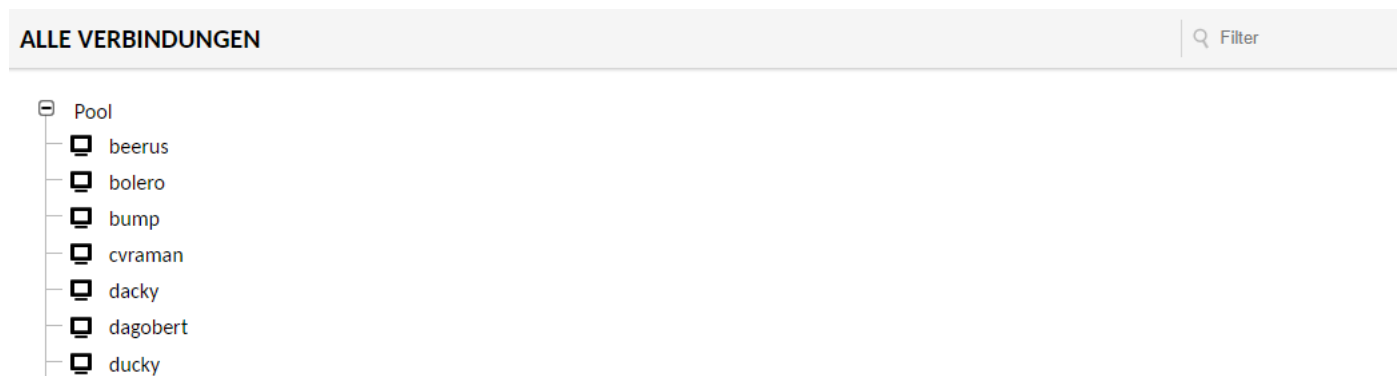 ALLE VERBINDUNGEN
Filter
Pool
beerus
bolero
bump
cvraman
dacky
dagobert
ducky